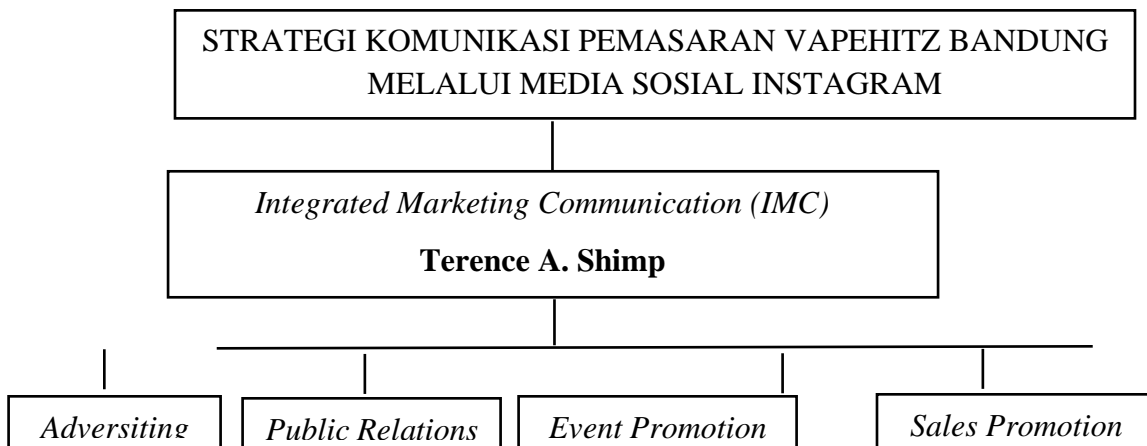 STRATEGI KOMUNIKASI PEMASARAN VAPEHITZ BANDUNG
MELALUI MEDIA SOSIAL INSTAGRAM
Integrated Marketing Communication (IMC)
Terence A. Shimp
Adversiting
Public Relations
Event Promotion
Sales Promotion